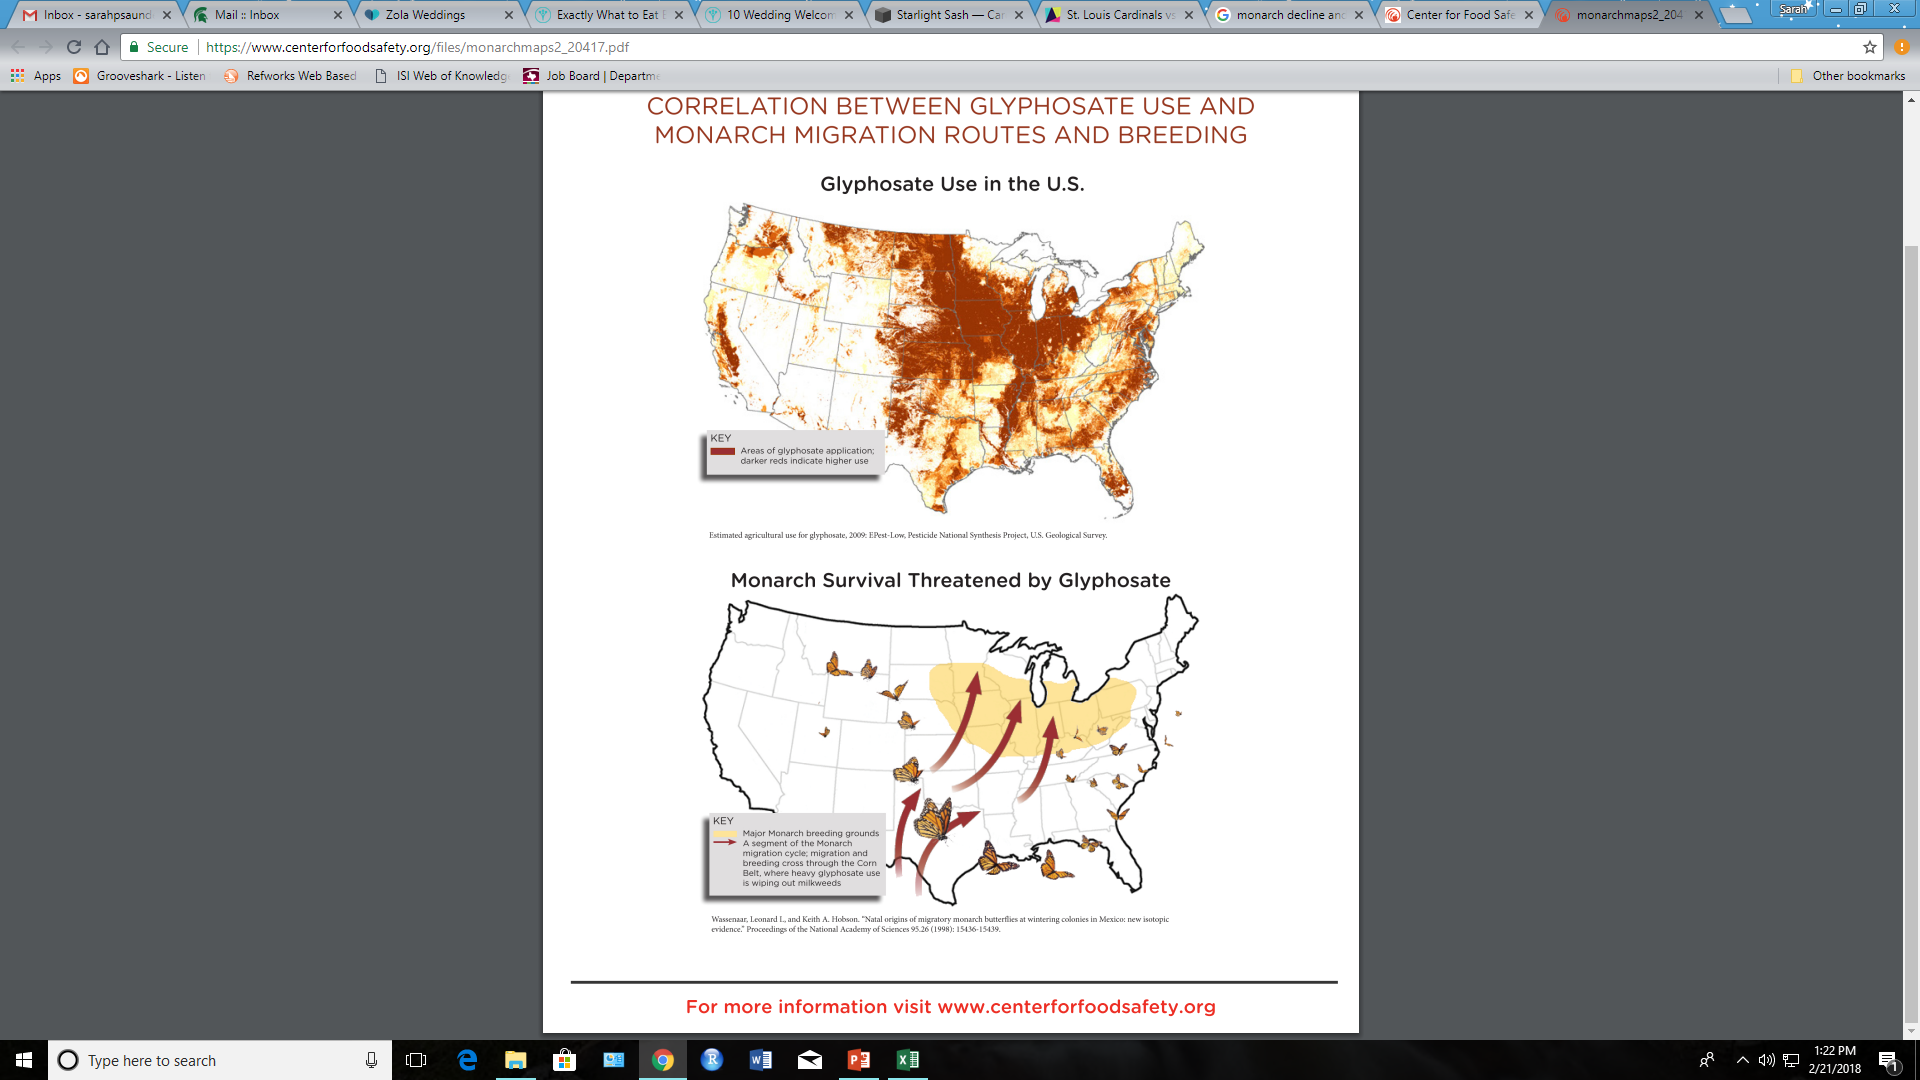 Inbox - sarahpsaund
Mail :: Inbox
Zola Weddings
Exactly What to Eat B
10 Wedding Welcom
Starlight Sash — Car
St. Louis Cardinals vs
monarch decline and
Center for Food Safe
monarchmaps2_204
Sarah
Secure
https://www.centerforfoodsafety.org/files/monarchmaps2_20417.pdf
Apps
Grooveshark - Listen
Refworks Web Based
ISI Web of Knowledg
Job Board | Departme
Other bookmarks
CORRELATION BETWEEN GLYPHOSATE USE AND
MONARCH MIGRATION ROUTES AND BREEDING
Glyphosate Use in the U.S.
KEY
Areas of glyphosate application;
darker reds indicate higher use
Estimated agricultural use for glyphosate, 2009: EPest-Low, Pesticide National Synthesis Project, U.S. Geological Survey.
Monarch Survival Threatened by Glyphosate
KEY
Major Monarch breeding grounds
A segment of the Monarch
migration cycle; migration and
breeding cross through the Corn
Belt, where heavy glyphosate use
is wiping out milkweeds
Wassenaar, Leonard I., and Keith A. Hobson. "Natal origins of migratory monarch butterflies at wintering colonies in Mexico: new isotopic
evidence." Proceedings of the National Academy of Sciences 95.26 (1998): 15436-15439.
For more information visit www.centerforfoodsafety.org
Type here to search
1:22 PM
2/21/2018
1